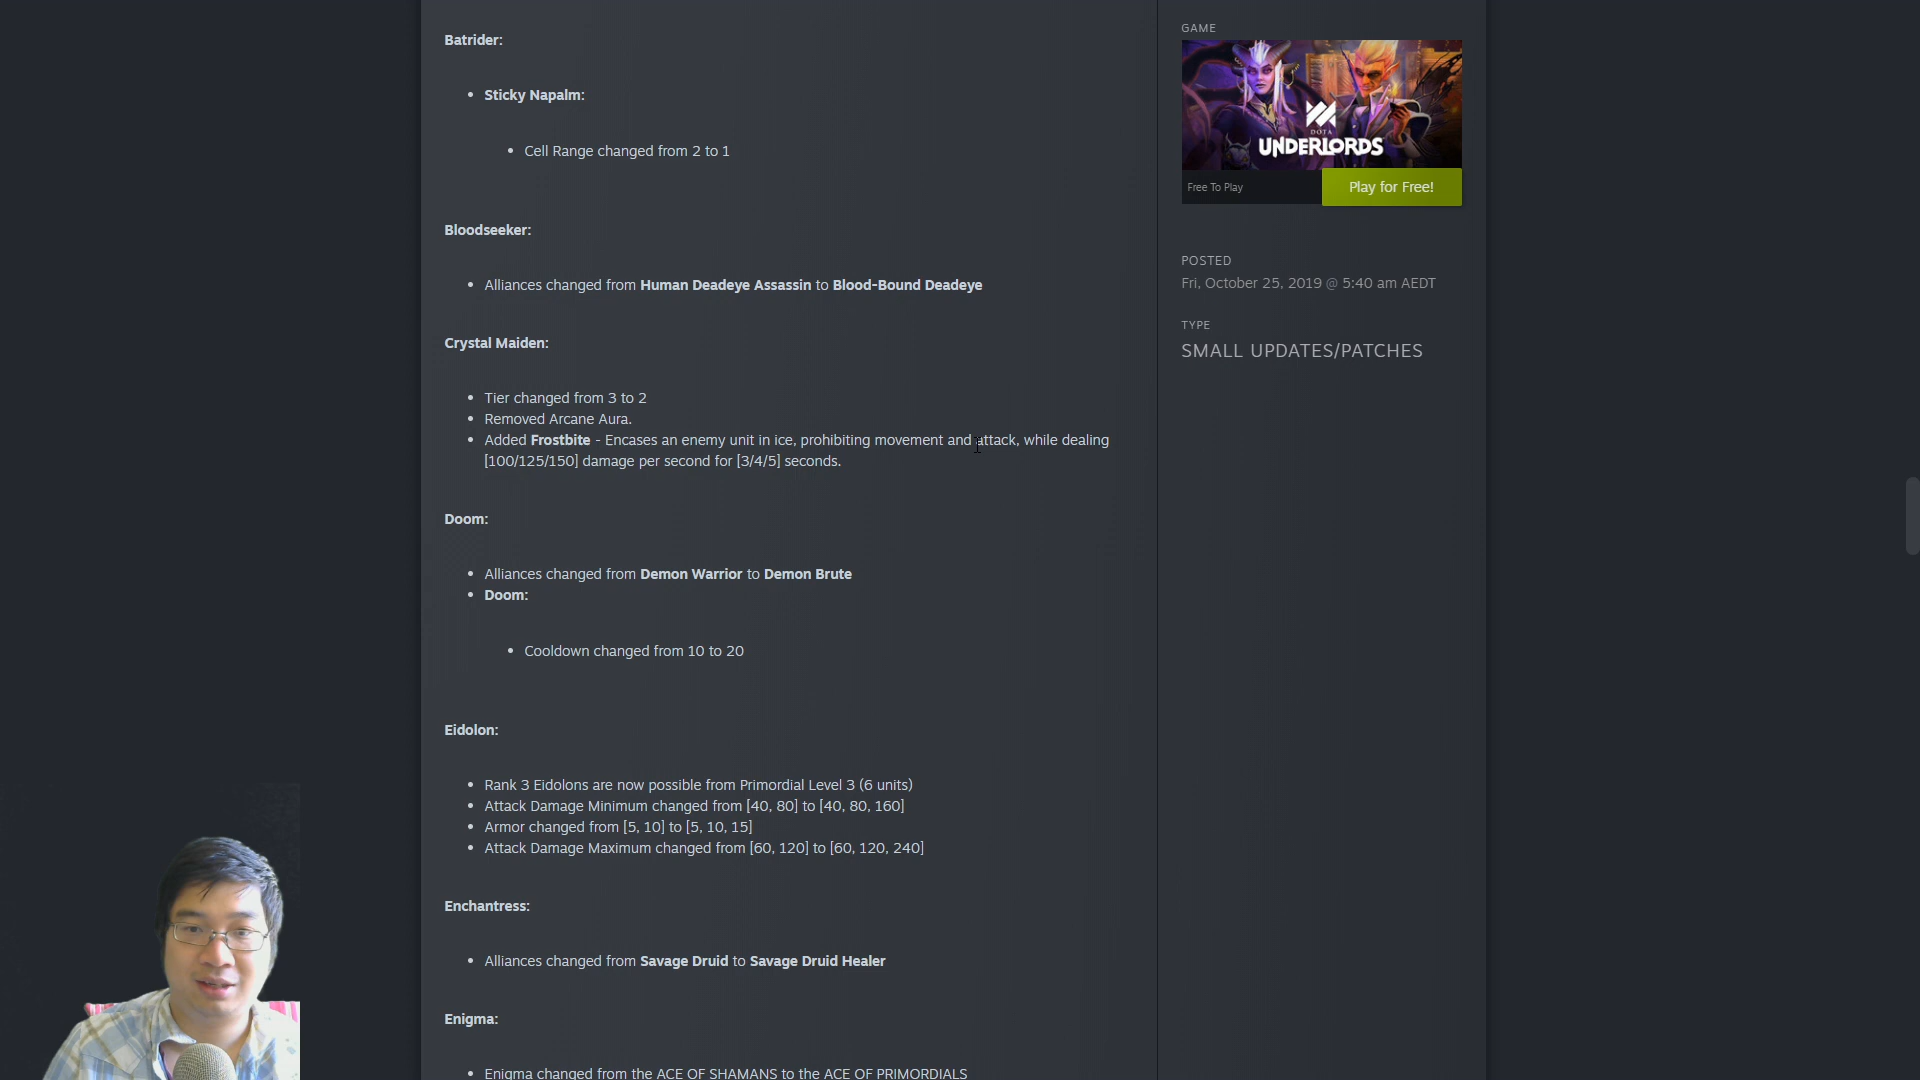 Batrider:
Sticky Napalm:
Cell Range changed from 2 to 1
Bloodseeker:
Alliances changed from Human Deadeye Assassin to Blood-Bound Deadeye
Crystal Maiden:
Tier changed from 3 to 2
Removed Arcane Aura.
Added Frostbite - Encases an enemy unit in ice, prohibiting movement and attack, while dealing
[100/125/150] damage per second for [3/4/5] seconds.
Doom:
Alliances changed from Demon Warrior to Demon Brute
Doom:
Cooldown changed from 10 to 20
Eidolon:
Rank 3 Eidolons are now possible from Primordial Level 3 (6 units)
Attack Damage Minimum changed from [40, 80] to [40, 80, 160]
Armor changed from [5, 10] to [5, 10, 15]
Attack Damage Maximum changed from [60, 120] to [60, 120, 240]
Enchantress:
Alliances changed from Savage Druid to Savage Druid Healer
Enigma:
Enigma changed from the ACE OF SHAMANS to the ACE OF PRIMORDIALS
GAME
DOTA
UNDERLORDS
Free To Play
Play for Free!
POSTED
Fri, October 25, 2019 @ 5:40 am AEDT
TYPE
SMALL UPDATES/PATCHES